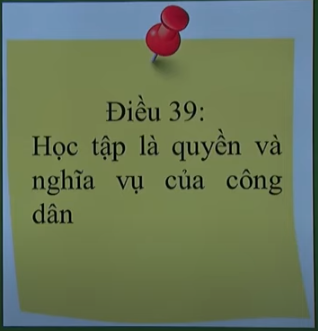 Điều 39:
Học tập là quyền và
nghĩa vụ của công
dân